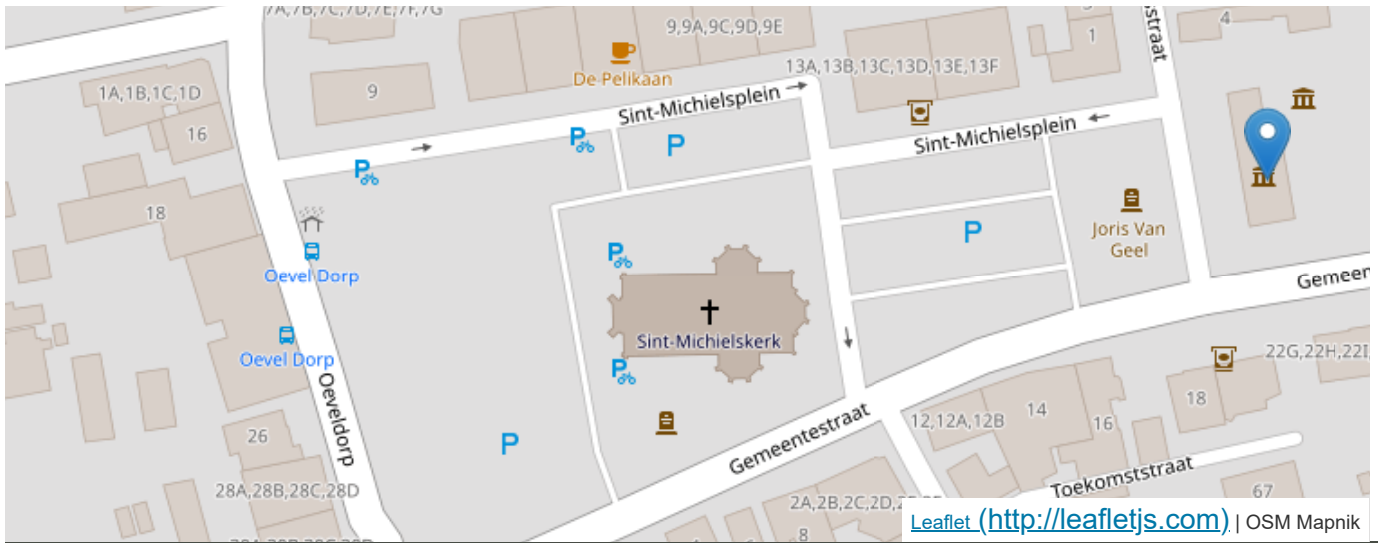 7A,7B,7C,7D,7E,7F,7G
9,9A,9C,9D,9E
4
1
straat
1A,1B,1C,1D
9
De Pelikaan
13A,13B,13C,13D,13E,13F
16
Sint-Michielsplein
Sint-Michielsplein
P
P
P
18
P
Joris Van
Geel
P
Oevel Dorp
Gemeen
Sint-Michielskerk
Oevel Dorp
22G,22H,22I,
P
Oeveldorp
18
14
12,12A,12B
16
Gemeentestraat
26
P
Toekomststraat
28A,28B,28C,28D
67
2A,2B,2C,2D,
8
Leaflet (http://leafletjs.com) | OSM Mapnik